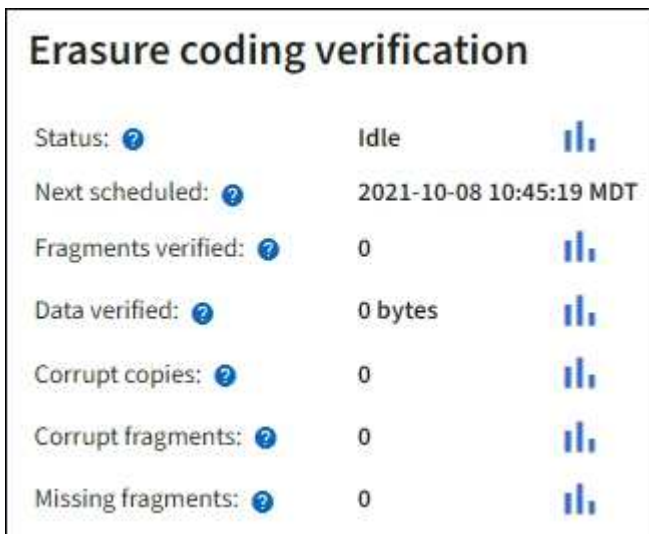 Erasure coding verification
Status: Idle
Next scheduled: 2021-10-08 10:45:19 MDT
Fragments verified: 0
Data verified: 0 bytes
Corrupt copies: 0
Corrupt fragments: 0
Missing fragments: 0